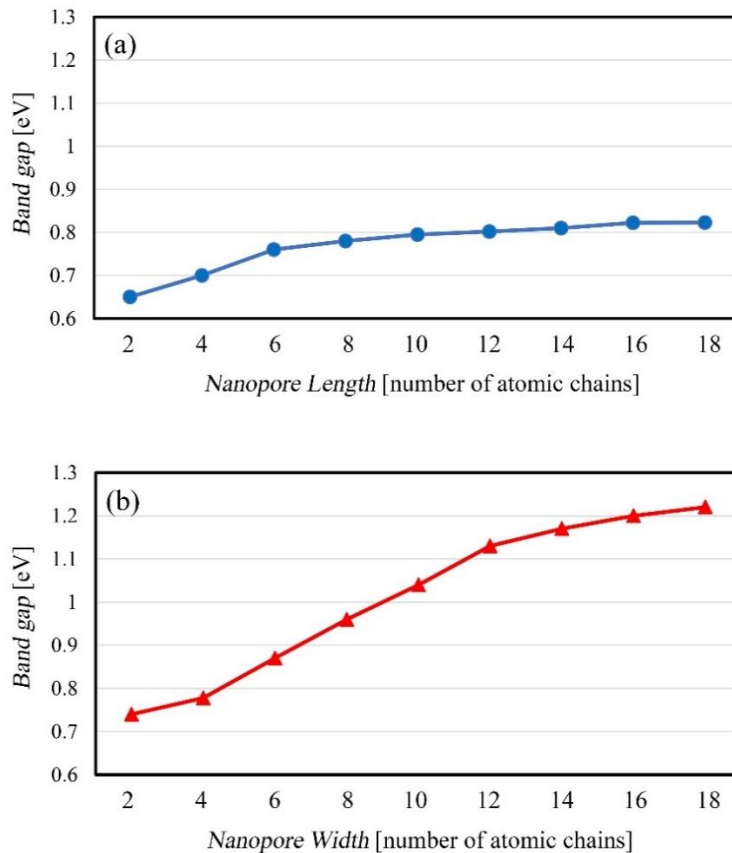 (a)
Band gap [eV]
1.3
1.2
1.1
1
0.9
0.8
0.7
0.6
2 4 6 8 10 12 14 16 18
Nanopore Length [number of atomic chains]
(b)
Band gap [eV]
1.3
1.2
1.1
1
0.9
0.8
0.7
0.6
2 4 6 8 10 12 14 16 18
Nanopore Width [number of atomic chains]